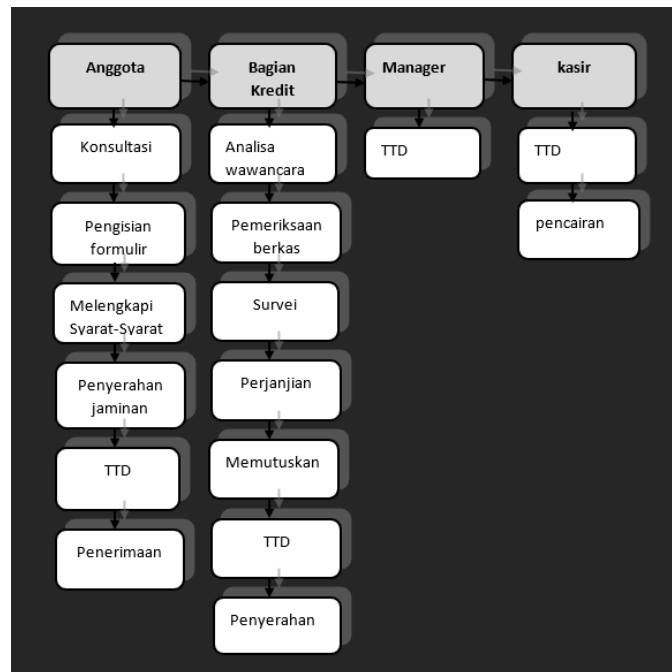 Anggota
Bagian
Kredit
Manager
kasir
Konsultasi
Pengisian
formulir
Melengkapi
Syarat-Syarat
Penyerahan
jaminan
TTD
Penerimaan
Analisa
wawancara
Pemeriksaan
berkas
Survei
Perjanjian
Memutuskan
TTD
Penyerahan
TTD
TTD
pencairan